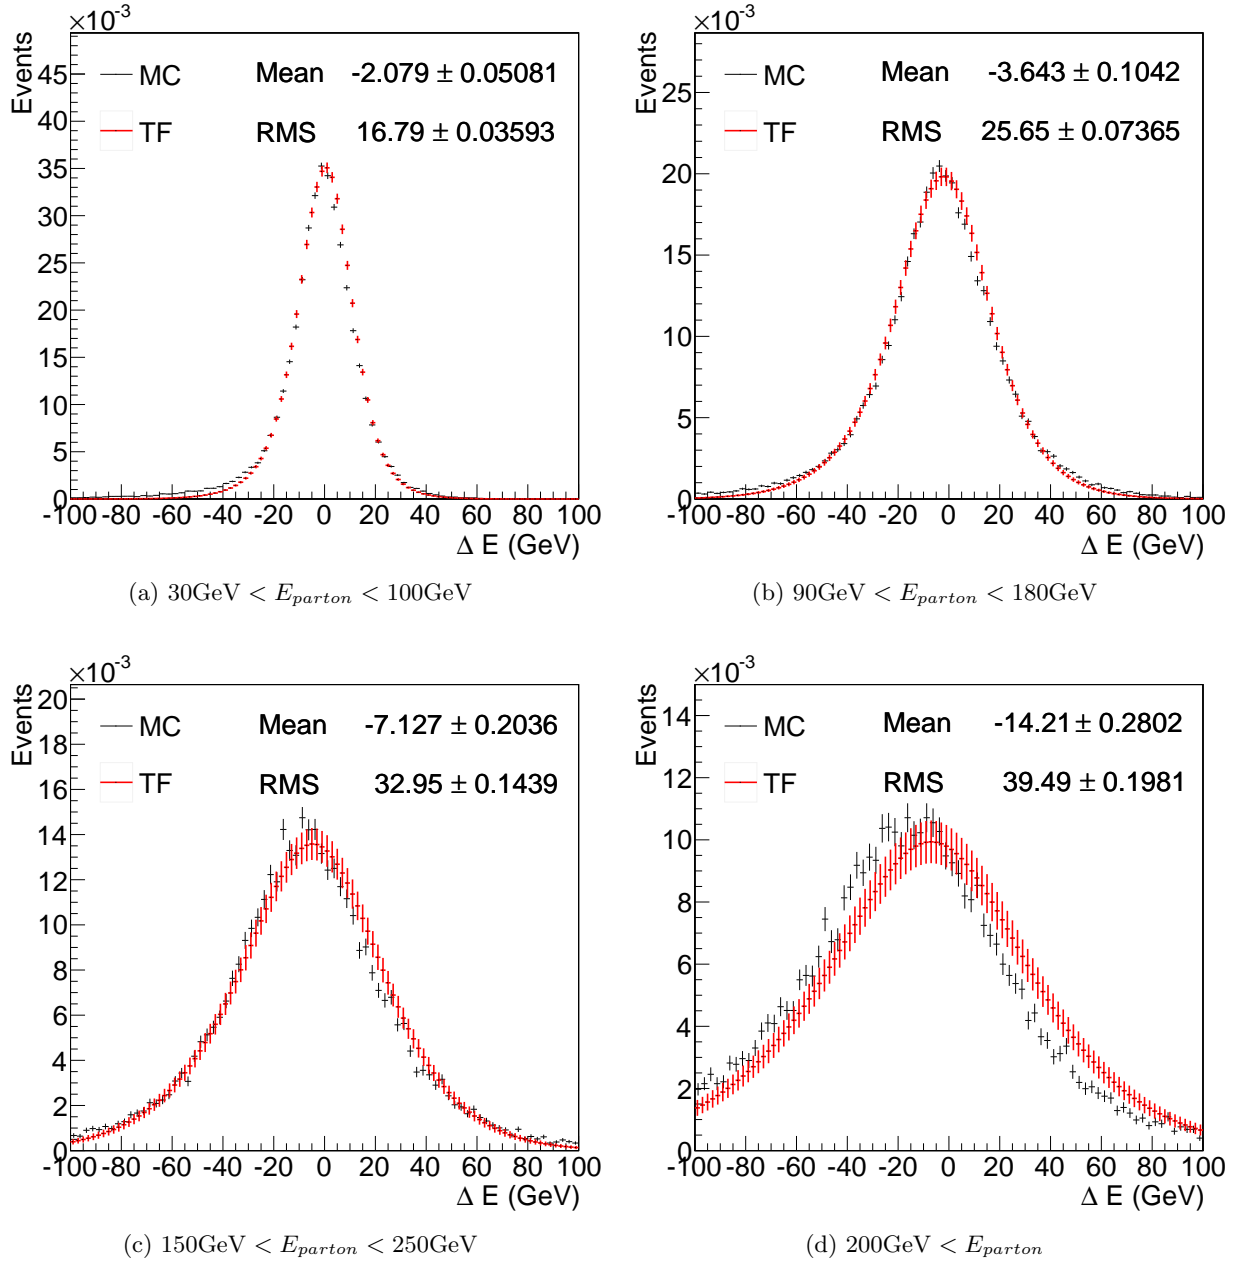 ×10⁻³
Events
MC Mean -2.079 ± 0.05081
TF RMS 16.79 ± 0.03593
45
40
35
30
25
20
15
10
5
0
-100 -80 -60 -40 -20 0 20 40 60 80 100
Δ E (GeV)
(a) 30GeV < E_parton < 100GeV
×10⁻³
Events
MC Mean -3.643 ± 0.1042
TF RMS 25.65 ± 0.07365
25
20
15
10
5
0
-100 -80 -60 -40 -20 0 20 40 60 80 100
Δ E (GeV)
(b) 90GeV < E_parton < 180GeV
×10⁻³
Events
MC Mean -7.127 ± 0.2036
TF RMS 32.95 ± 0.1439
20
18
16
14
12
10
8
6
4
2
0
-100 -80 -60 -40 -20 0 20 40 60 80 100
Δ E (GeV)
(c) 150GeV < E_parton < 250GeV
×10⁻³
Events
MC Mean -14.21 ± 0.2802
TF RMS 39.49 ± 0.1981
14
12
10
8
6
4
2
0
-100 -80 -60 -40 -20 0 20 40 60 80 100
Δ E (GeV)
(d) 200GeV < E_parton